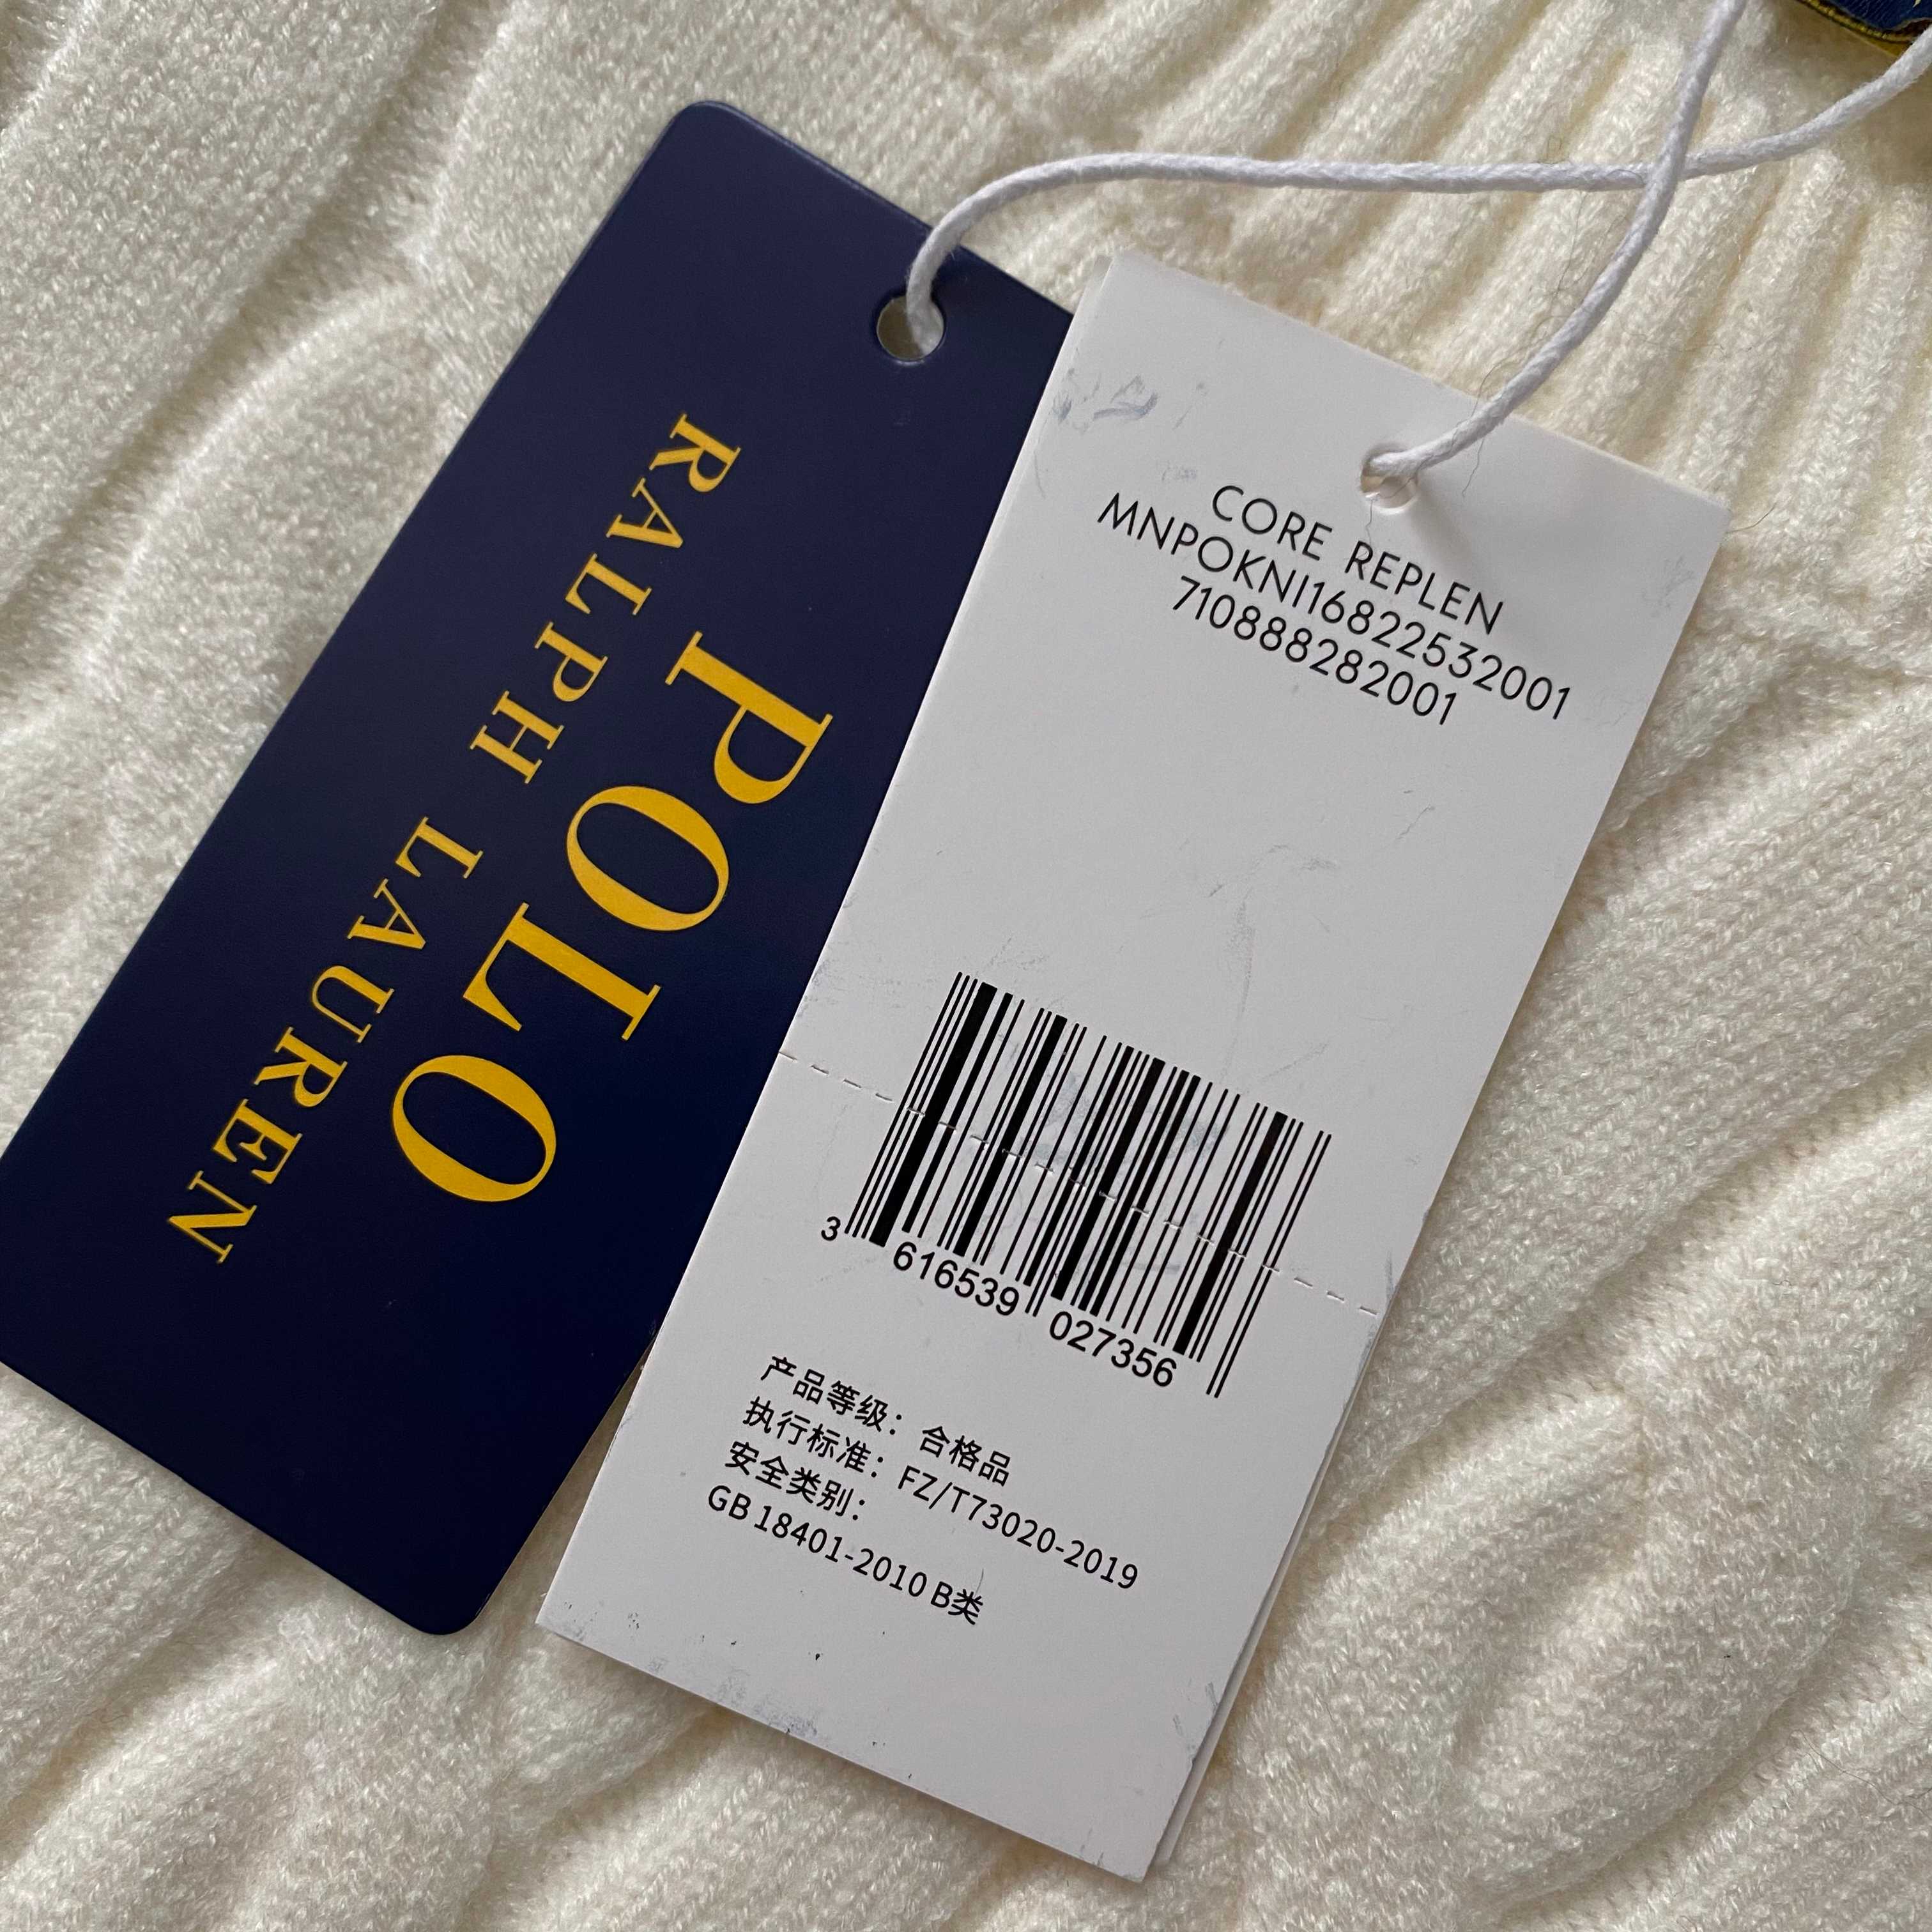 POLO
RALPH LAUREN
CORE REPLEN
MNPOKNI16822532001
710888282001
3 616539 027356
产品等级: 合格品
执行标准: FZ/T73020-2019
安全类别:
GB 18401-2010 B类